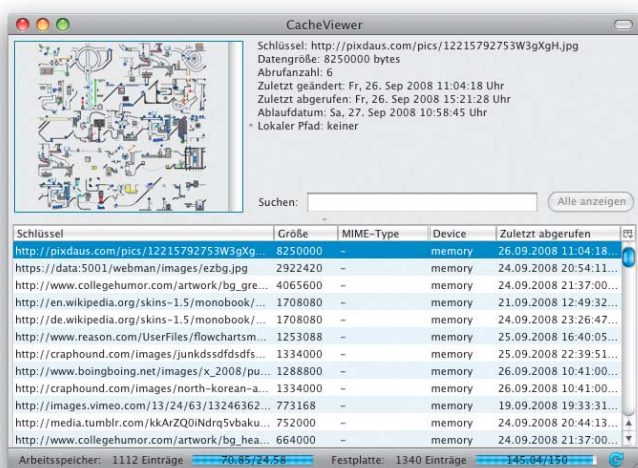 CacheViewer
Schlüssel: http://pixdaus.com/pics/12215792753W3gXgH.jpg
Datengröße: 8250000 bytes
Abrufanzahl: 6
Zuletzt geändert: Fr, 26. Sep 2008 11:04:18 Uhr
Zuletzt abgerufen: Fr, 26. Sep 2008 15:21:28 Uhr
Ablaufdatum: Sa, 27. Sep 2008 10:58:45 Uhr
Lokaler Pfad: keiner
Suchen: Alle anzeigen
Schlüssel Größe MIME-Type Device Zuletzt abgerufen
http://pixdaus.com/pics/12215792753W3gXg... 8250000 – memory 26.09.2008 11:04:18...
https://data:5001/webman/images/ezbg.jpg 2922420 – memory 24.09.2008 20:54:11...
http://www.collegehumor.com/artwork/bg_gre... 4065600 – memory 24.09.2008 21:37:00...
http://en.wikipedia.org/skins-1.5/monobook/... 1708080 – memory 21.09.2008 12:49:32...
http://de.wikipedia.org/skins-1.5/monobook/... 1708080 – memory 24.09.2008 23:26:47...
http://www.reason.com/UserFiles/flowchartsm... 1253088 – memory 25.09.2008 16:40:05...
http://craphound.com/images/junkdssdfdsdfs... 1334000 – memory 25.09.2008 22:39:51...
http://www.boingboing.net/images/x_2008/pu... 1288800 – memory 26.09.2008 10:41:00...
http://craphound.com/images/north-korean-a... 1334000 – memory 26.09.2008 10:41:00...
http://images.vimeo.com/13/24/63/13246362... 773168 – memory 19.09.2008 19:33:31...
http://media.tumblr.com/kkArZQ0iNdrq5vbaku... 752000 – memory 24.09.2008 20:44:13...
http://www.collegehumor.com/artwork/bg_hea... 664000 – memory 24.09.2008 21:37:00...
Arbeitsspeicher: 1112 Einträge 70.85/24.58 Festplatte: 1340 Einträge 145.04/150